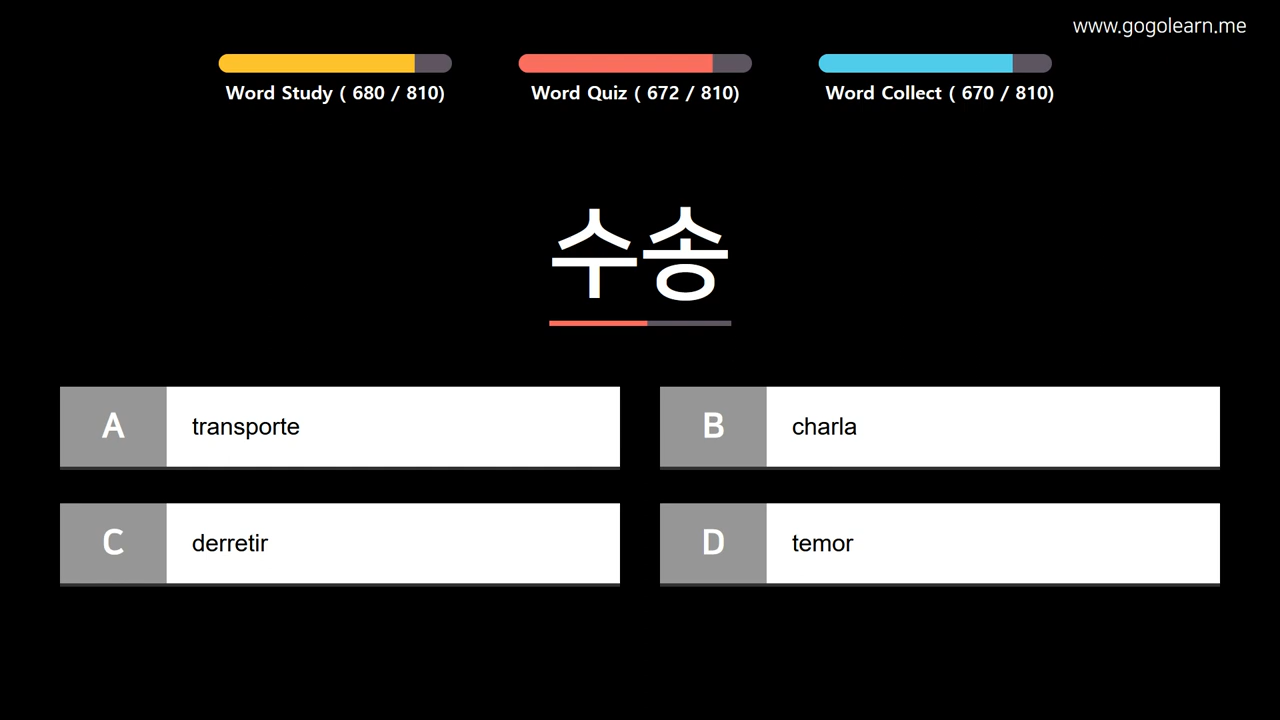 www.gogolearn.me
Word Study ( 680 / 810)
Word Quiz ( 672 / 810)
Word Collect ( 670 / 810)
수송
A transporte
B charla
C derretir
D temor